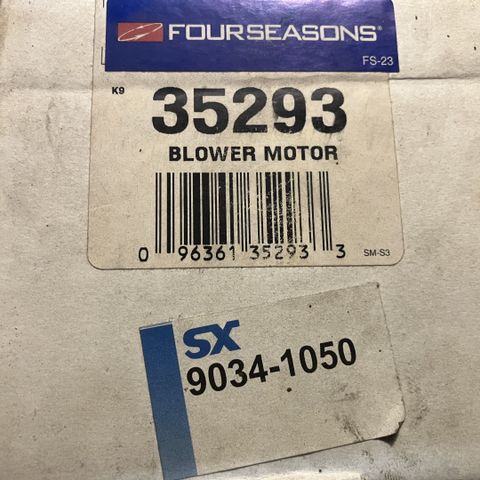 FOURSEASONS®
FS-23
K9
35293
BLOWER MOTOR
0 96361 35293 3
SM-S3
SX
9034-1050